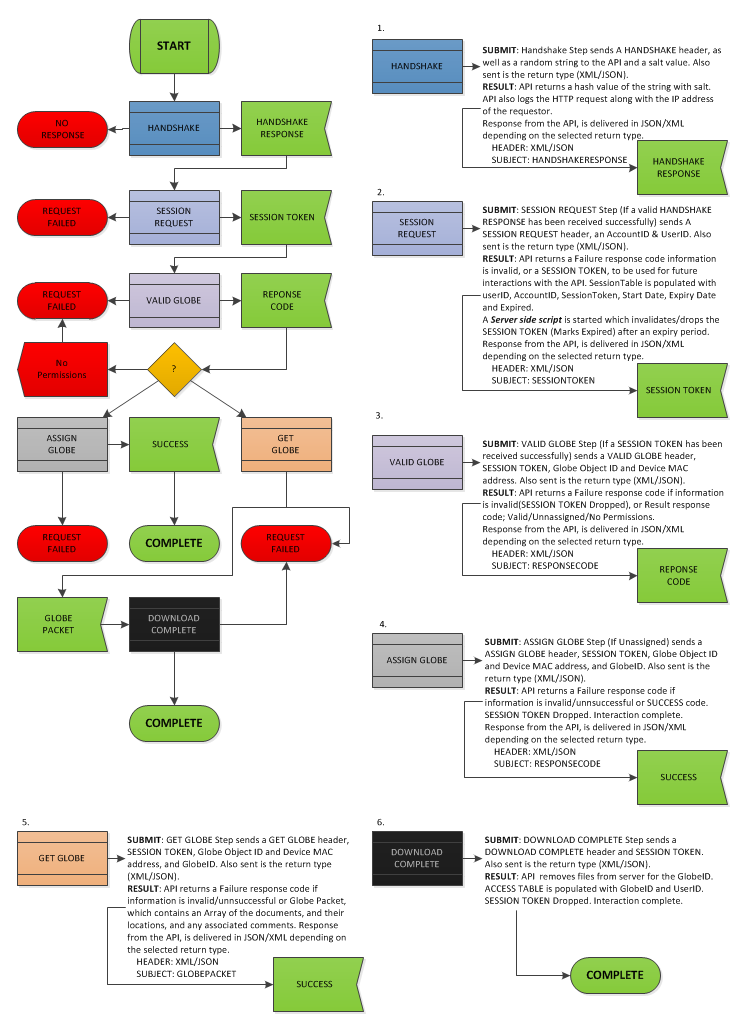 START
HANDSHAKE
NO
RESPONSE
HANDSHAKE
RESPONSE
REQUEST
FAILED
SESSION
REQUEST
SESSION TOKEN
REQUEST
FAILED
VALID GLOBE
REPONSE
CODE
No
Permissions
?
ASSIGN
GLOBE
SUCCESS
GET
GLOBE
REQUEST
FAILED
COMPLETE
REQUEST
FAILED
GLOBE
PACKET
DOWNLOAD
COMPLETE
COMPLETE
1.
HANDSHAKE
SUBMIT: Handshake Step sends A HANDSHAKE header, as
well as a random string to the API and a salt value. Also
sent is the return type (XML/JSON).
RESULT: API returns a hash value of the string with salt.
API also logs the HTTP request along with the IP address
of the requestor.
Response from the API, is delivered in JSON/XML
depending on the selected return type.
HEADER: XML/JSON
SUBJECT: HANDSHAKERESPONSE
HANDSHAKE
RESPONSE
2.
SESSION
REQUEST
SUBMIT: SESSION REQUEST Step (If a valid HANDSHAKE
RESPONSE has been received successfully) sends A
SESSION REQUEST header, an AccountID & UserID. Also
sent is the return type (XML/JSON).
RESULT: API returns a Failure response code information
is invalid, or a SESSION TOKEN, to be used for future
interactions with the API. SessionTable is populated with
userID, AccountID, SessionToken, Start Date, Expiry Date
and Expired.
A Server side script is started which invalidates/drops the
SESSION TOKEN (Marks Expired) after an expiry period.
Response from the API, is delivered in JSON/XML
depending on the selected return type.
HEADER: XML/JSON
SUBJECT: SESSIONTOKEN
SESSION TOKEN
3.
VALID GLOBE
SUBMIT: VALID GLOBE Step (If a SESSION TOKEN has been
received successfully) sends a VALID GLOBE header,
SESSION TOKEN, Globe Object ID and Device MAC
address. Also sent is the return type (XML/JSON).
RESULT: API returns a Failure response code if information
is invalid(SESSION TOKEN Dropped), or Result response
code; Valid/Unnasigned/No Permissions.
Response from the API, is delivered in JSON/XML
depending on the selected return type.
HEADER: XML/JSON
SUBJECT: RESPONSECODE
REPONSE
CODE
4.
ASSIGN GLOBE
SUBMIT: ASSIGN GLOBE Step (If Unassigned) sends a
ASSIGN GLOBE header, SESSION TOKEN, Globe Object ID
and Device MAC address, and GlobeID. Also sent is the
return type (XML/JSON).
RESULT: API returns a Failure response code if
information is invalid/unnsuccessful or SUCCESS code.
SESSION TOKEN Dropped. Interaction complete.
Response from the API, is delivered in JSON/XML
depending on the selected return type.
HEADER: XML/JSON
SUBJECT: RESPONSECODE
SUCCESS
5.
GET GLOBE
SUBMIT: GET GLOBE Step sends a GET GLOBE header,
SESSION TOKEN, Globe Object ID and Device MAC
address, and GlobeID. Also sent is the return type
(XML/JSON).
RESULT: API returns a Failure response code if
information is invalid/unnsuccessful or Globe Packet,
which contains an Array of the documents, and their
locations, and any associated comments. Response
from the API, is delivered in JSON/XML depending on
the selected return type.
HEADER: XML/JSON
SUBJECT: GLOBEPACKET
SUCCESS
6.
DOWNLOAD
COMPLETE
SUBMIT: DOWNLOAD COMPLETE Step sends a
DOWNLOAD COMPLETE header and SESSION TOKEN.
Also sent is the return type (XML/JSON).
RESULT: API removes files from server for the GlobeID.
ACCESS TABLE is populated with GlobeID and UserID.
SESSION TOKEN Dropped. Interaction complete.
COMPLETE